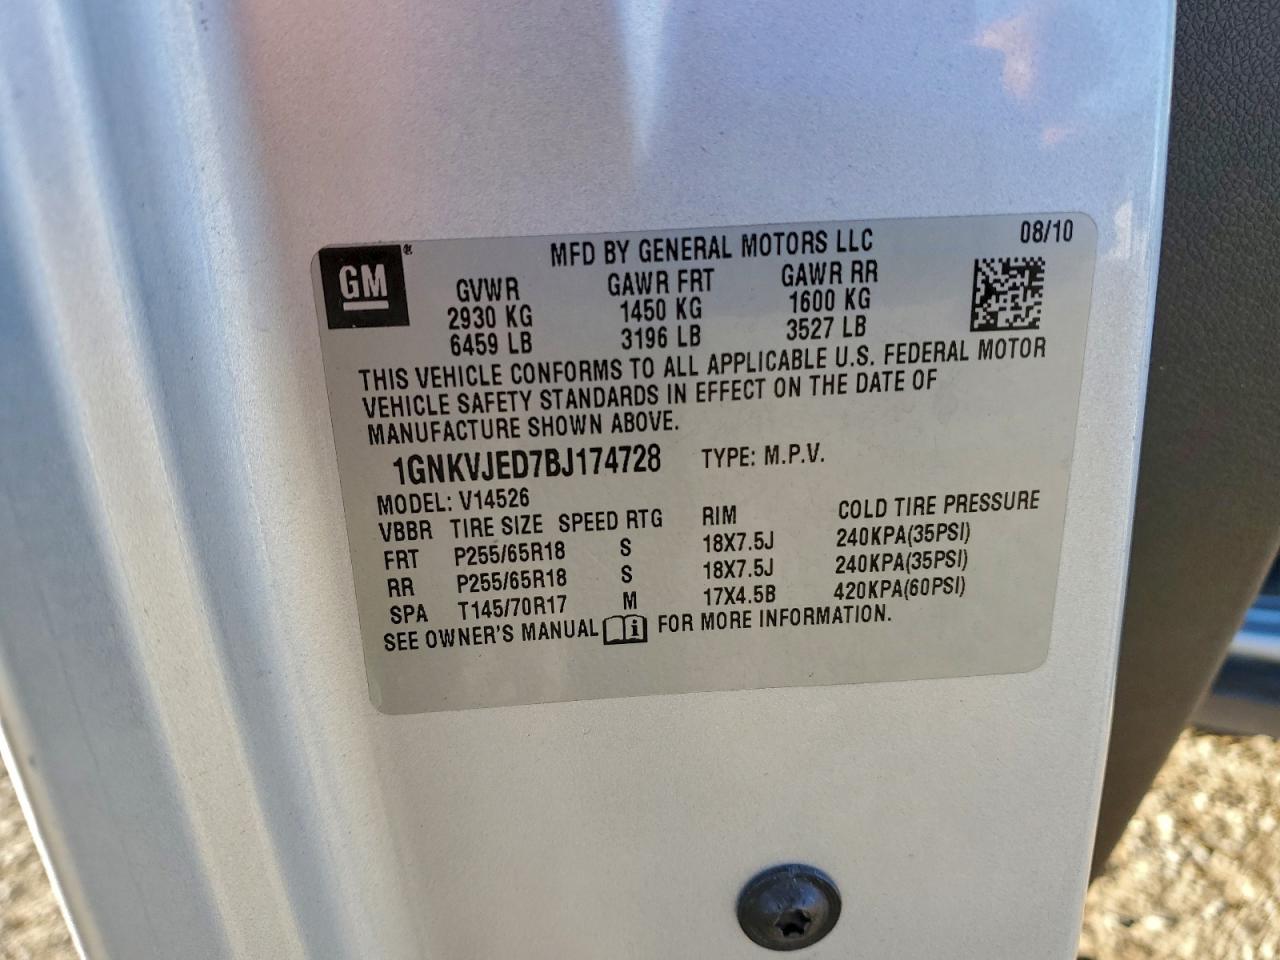 GM®
MFD BY GENERAL MOTORS LLC 08/10
GVWR GAWR FRT GAWR RR
2930 KG 1450 KG 1600 KG
6459 LB 3196 LB 3527 LB
THIS VEHICLE CONFORMS TO ALL APPLICABLE U.S. FEDERAL MOTOR
VEHICLE SAFETY STANDARDS IN EFFECT ON THE DATE OF
MANUFACTURE SHOWN ABOVE.
1GNKVJED7BJ174728 TYPE: M.P.V.
MODEL: V14526
VBBR TIRE SIZE SPEED RTG RIM COLD TIRE PRESSURE
FRT P255/65R18 S 18X7.5J 240KPA(35PSI)
RR P255/65R18 S 18X7.5J 240KPA(35PSI)
SPA T145/70R17 M 17X4.5B 420KPA(60PSI)
SEE OWNER'S MANUAL i FOR MORE INFORMATION.